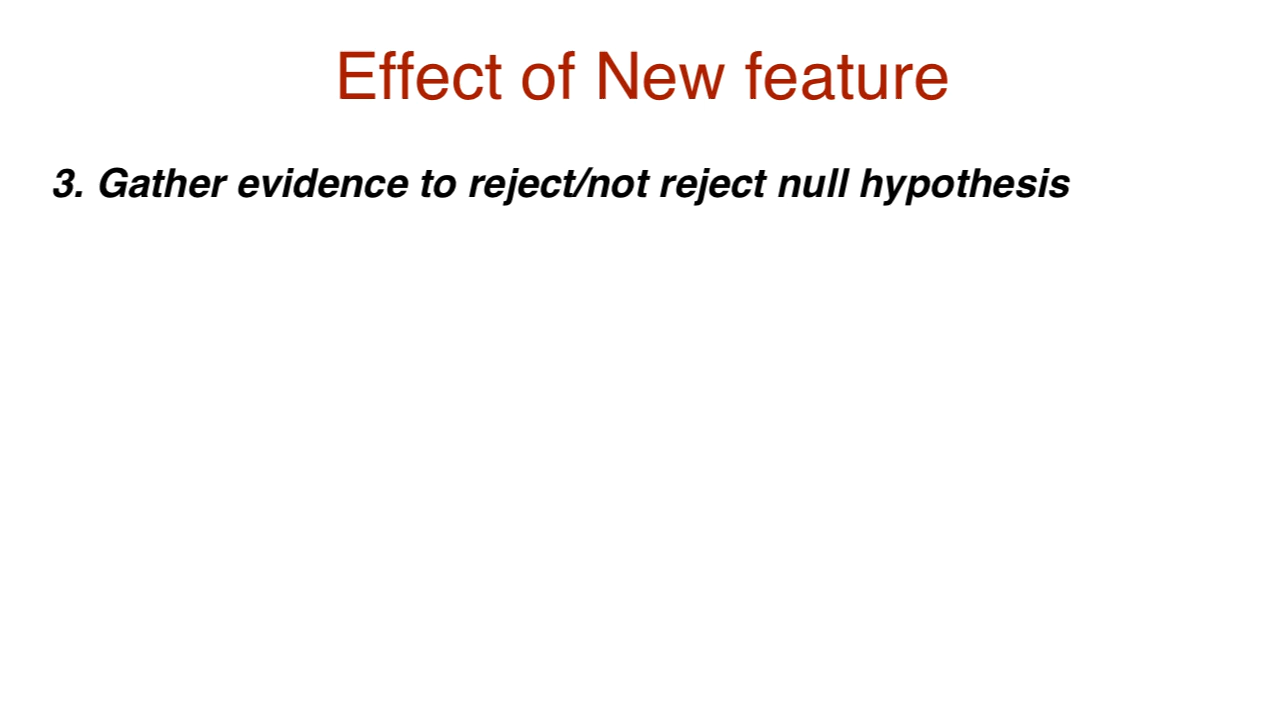 Effect of New feature
3. Gather evidence to reject/not reject null hypothesis